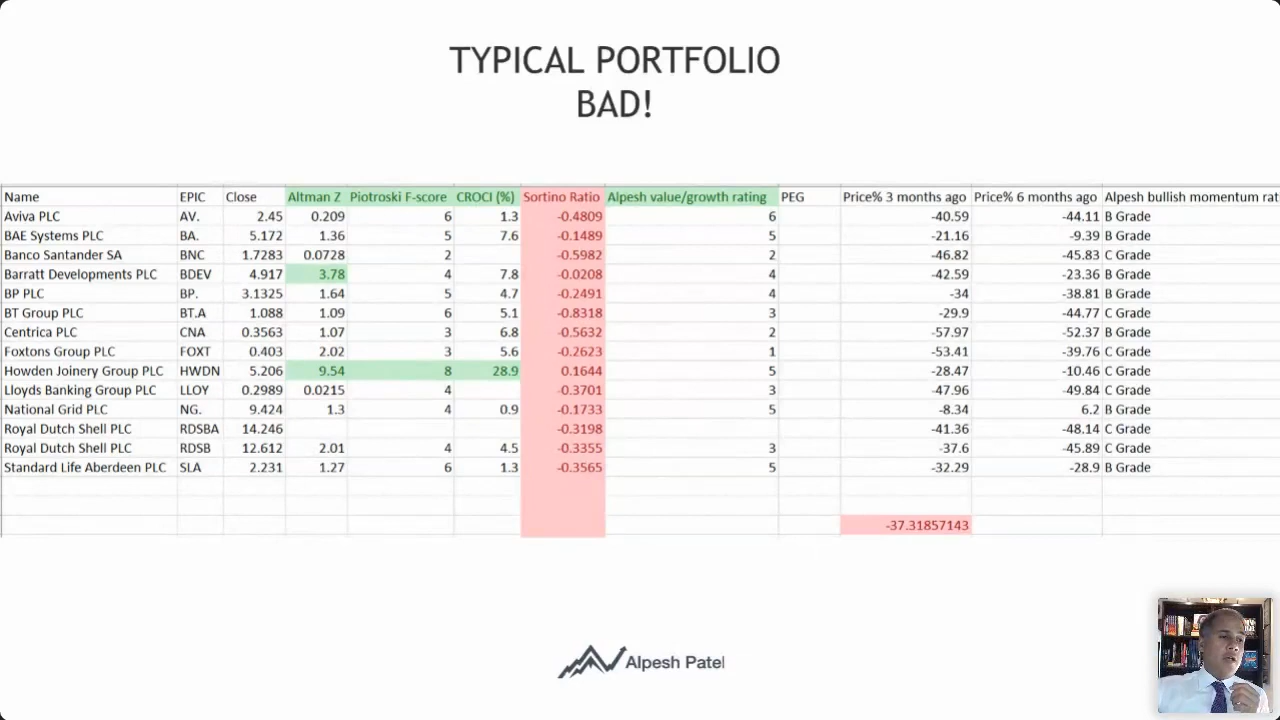 TYPICAL PORTFOLIO
BAD!
Name EPIC Close Altman Z Piotroski F-score CROCI (%) Sortino Ratio Alpesh value/growth rating PEG Price% 3 months ago Price% 6 months ago Alpesh bullish momentum rat
Aviva PLC AV. 2.45 0.209 6 1.3 -0.4809 6 -40.59 -44.11 B Grade
BAE Systems PLC BA. 5.172 1.36 5 7.6 -0.1489 5 -21.16 -9.39 B Grade
Banco Santander SA BNC 1.7283 0.0728 2 -0.5982 2 -46.82 -45.83 C Grade
Barratt Developments PLC BDEV 4.917 3.78 4 7.8 -0.0208 4 -42.59 -23.36 B Grade
BP PLC BP. 3.1325 1.64 5 4.7 -0.2491 4 -34 -38.81 B Grade
BT Group PLC BT.A 1.088 1.09 6 5.1 -0.8318 3 -29.9 -44.77 C Grade
Centrica PLC CNA 0.3563 1.07 3 6.8 -0.5632 2 -57.97 -52.37 B Grade
Foxtons Group PLC FOXT 0.403 2.02 3 5.6 -0.2623 1 -53.41 -39.76 C Grade
Howden Joinery Group PLC HWDN 5.206 9.54 8 28.9 0.1644 5 -28.47 -10.46 C Grade
Lloyds Banking Group PLC LLOY 0.2989 0.0215 4 -0.3701 3 -47.96 -49.84 C Grade
National Grid PLC NG. 9.424 1.3 4 0.9 -0.1733 5 -8.34 6.2 B Grade
Royal Dutch Shell PLC RDSBA 14.246 -0.3198 -41.36 -48.14 C Grade
Royal Dutch Shell PLC RDSB 12.612 2.01 4 4.5 -0.3355 3 -37.6 -45.89 C Grade
Standard Life Aberdeen PLC SLA 2.231 1.27 6 1.3 -0.3565 5 -32.29 -28.9 B Grade
-37.31857143
Alpesh Patel